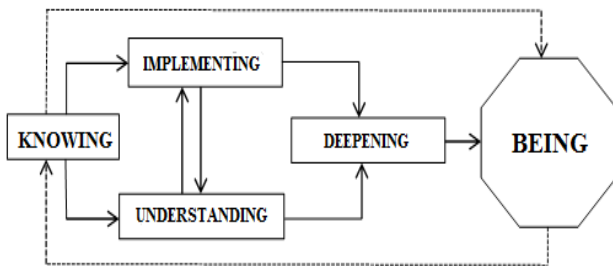 IMPLEMENTING
KNOWING
DEEPENING
BEING
UNDERSTANDING